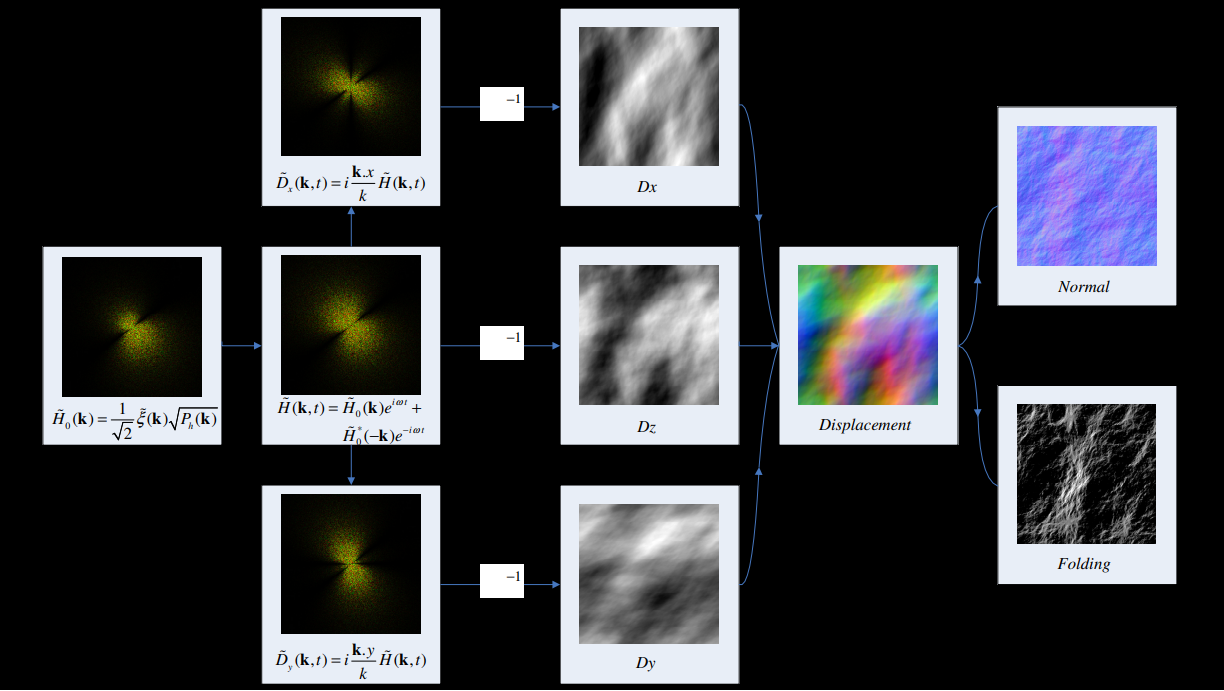 D̃ₓ(k,t) = i k.x/k H̃(k,t)
−1
Dx
Normal
H̃₀(k) = 1/√2 ξ̃(k)√Pₕ(k)
H̃(k,t) = H̃₀(k)e^{iωt} +
H̃₀*(−k)e^{−iωt}
−1
Dz
Displacement
Folding
D̃ᵧ(k,t) = i k.y/k H̃(k,t)
−1
Dy